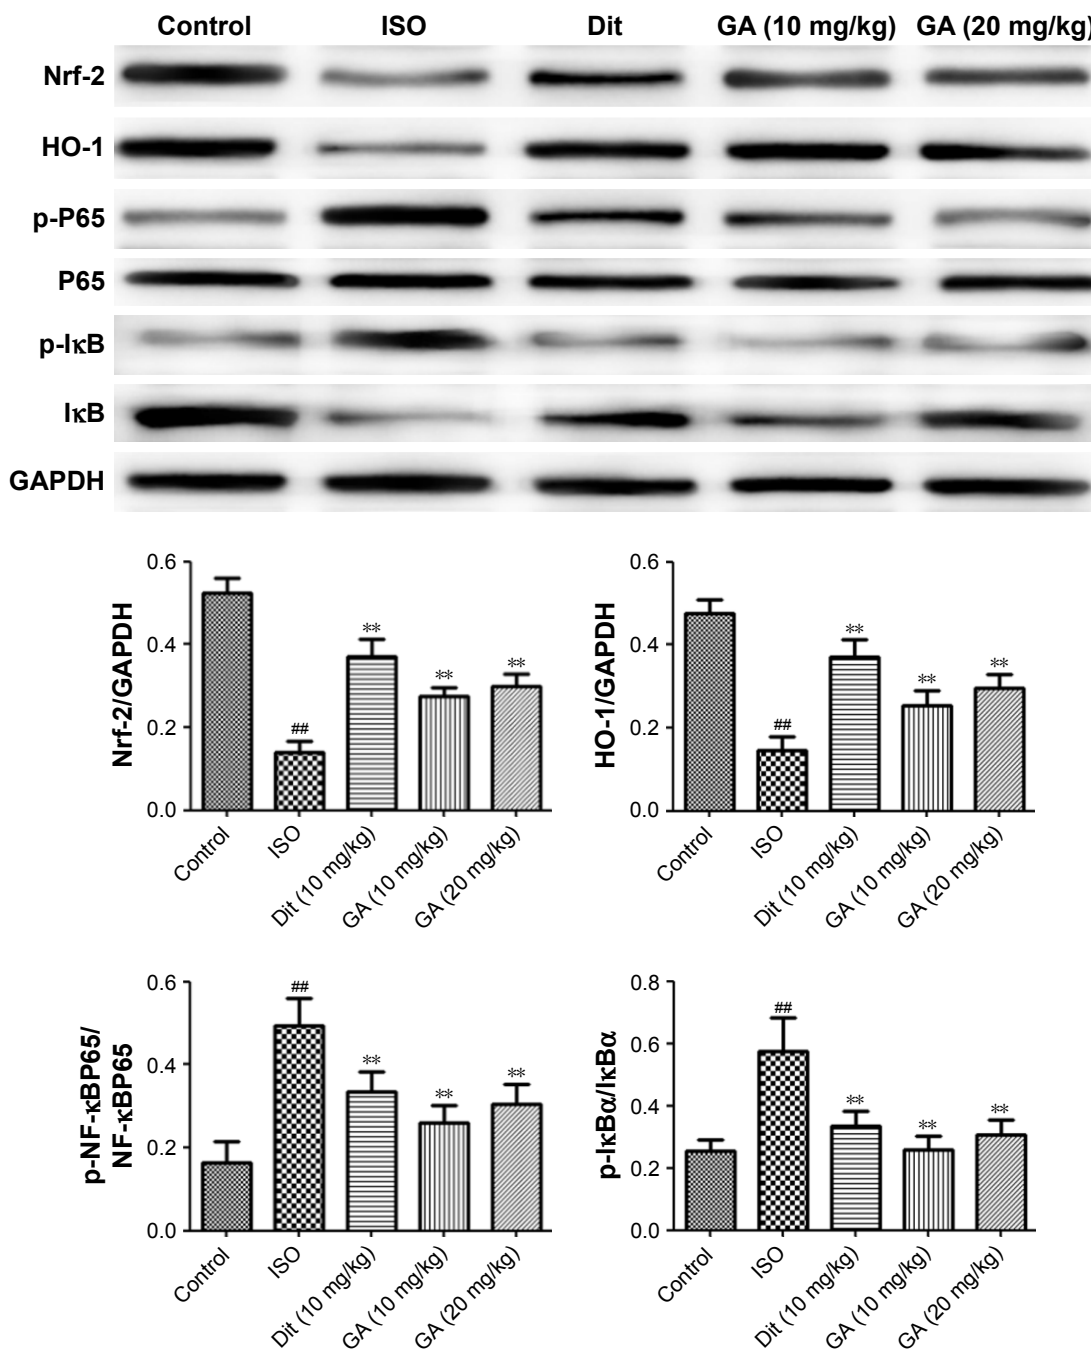 Control ISO Dit GA (10 mg/kg) GA (20 mg/kg)
Nrf-2
HO-1
p-P65
P65
p-IκB
IκB
GAPDH
Nrf-2/GAPDH
0.6
0.4
0.2
0.0
##
**
**
**
Control
ISO
Dit (10 mg/kg)
GA (10 mg/kg)
GA (20 mg/kg)
HO-1/GAPDH
0.6
0.4
0.2
0.0
##
**
**
**
Control
ISO
Dit (10 mg/kg)
GA (10 mg/kg)
GA (20 mg/kg)
p-NF-κBP65/
NF-κBP65
0.6
0.4
0.2
0.0
##
**
**
**
Control
ISO
Dit (10 mg/kg)
GA (10 mg/kg)
GA (20 mg/kg)
p-IκBα/IκBα
0.8
0.6
0.4
0.2
0.0
##
**
**
**
Control
ISO
Dit (10 mg/kg)
GA (10 mg/kg)
GA (20 mg/kg)